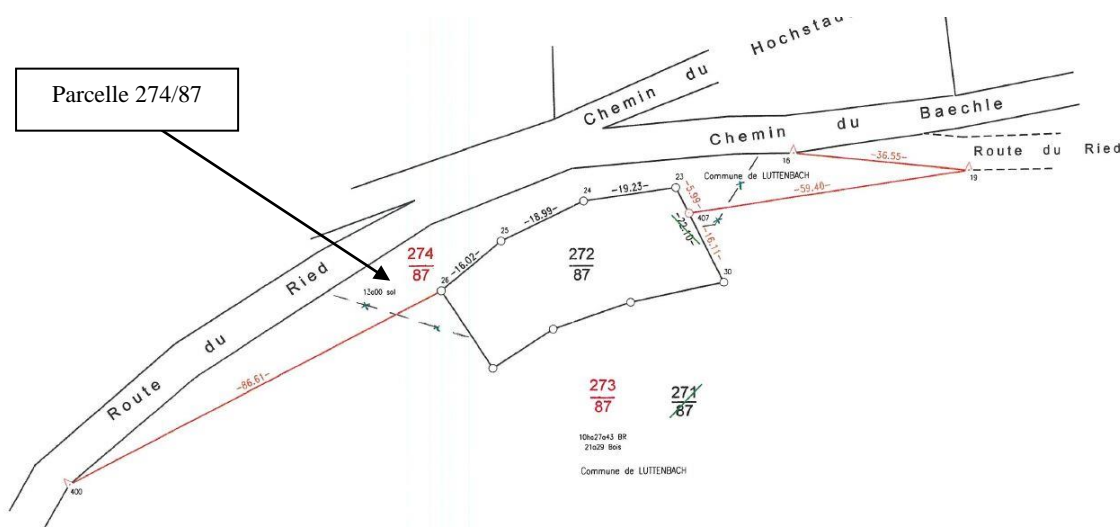 Parcelle 274/87
Chemin du Hochstad
Chemin du Baechle
Route du Ried
16
-36.55-
19
Commune de LUTTENBACH
-59.40-
23
-5.99-
407
-22.10-
-16.11-
24
-19.23-
-18.99-
25
-16.02-
26
274
87
272
87
13a00 sol
30
Route du Ried
-86.61-
400
273
87
271
87
10ha27a43 BR
21a29 Bois
Commune de LUTTENBACH